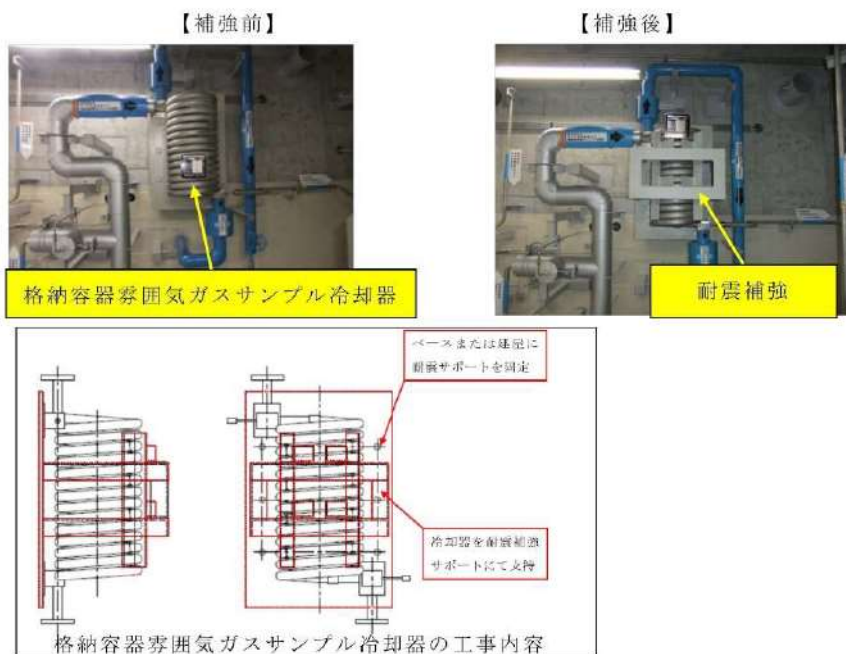 【補強前】
【補強後】
格納容器雰囲気ガスサンプル冷却器
耐震補強
ベースまたは建屋に
耐震サポートを固定
冷却器を耐震補強
サポートにて支持
格納容器雰囲気ガスサンプル冷却器の工事内容